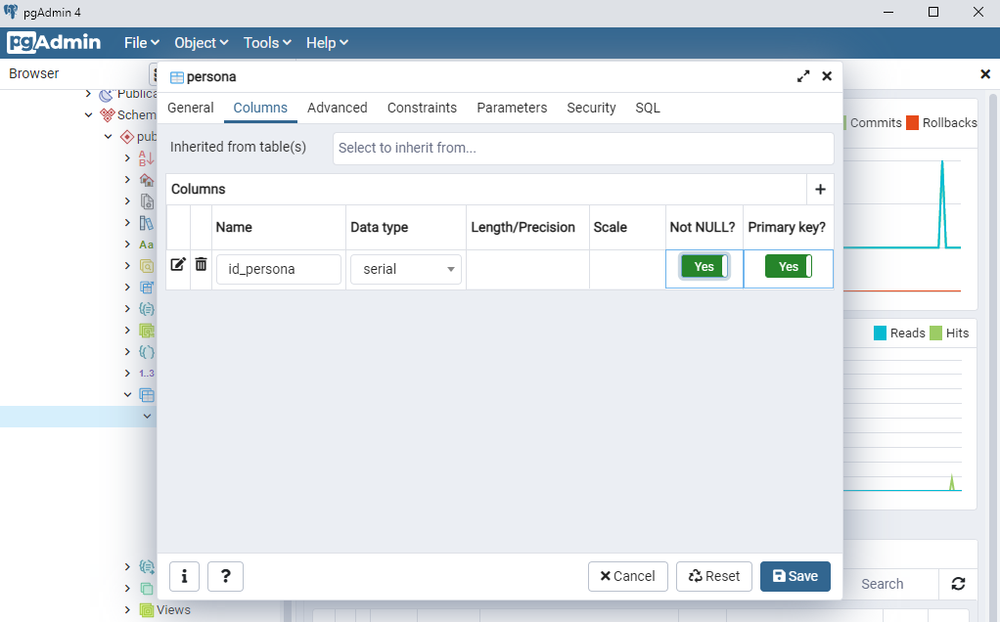 pgAdmin 4
pgAdmin File Object Tools Help
Browser
persona
General Columns Advanced Constraints Parameters Security SQL
Inherited from table(s) Select to inherit from...
Columns
Name Data type Length/Precision Scale Not NULL? Primary key?
id_persona serial Yes Yes
Publica
Schem
pub
Aa
1..3
Views
Commits Rollbacks
Reads Hits
Cancel Reset Save
Search